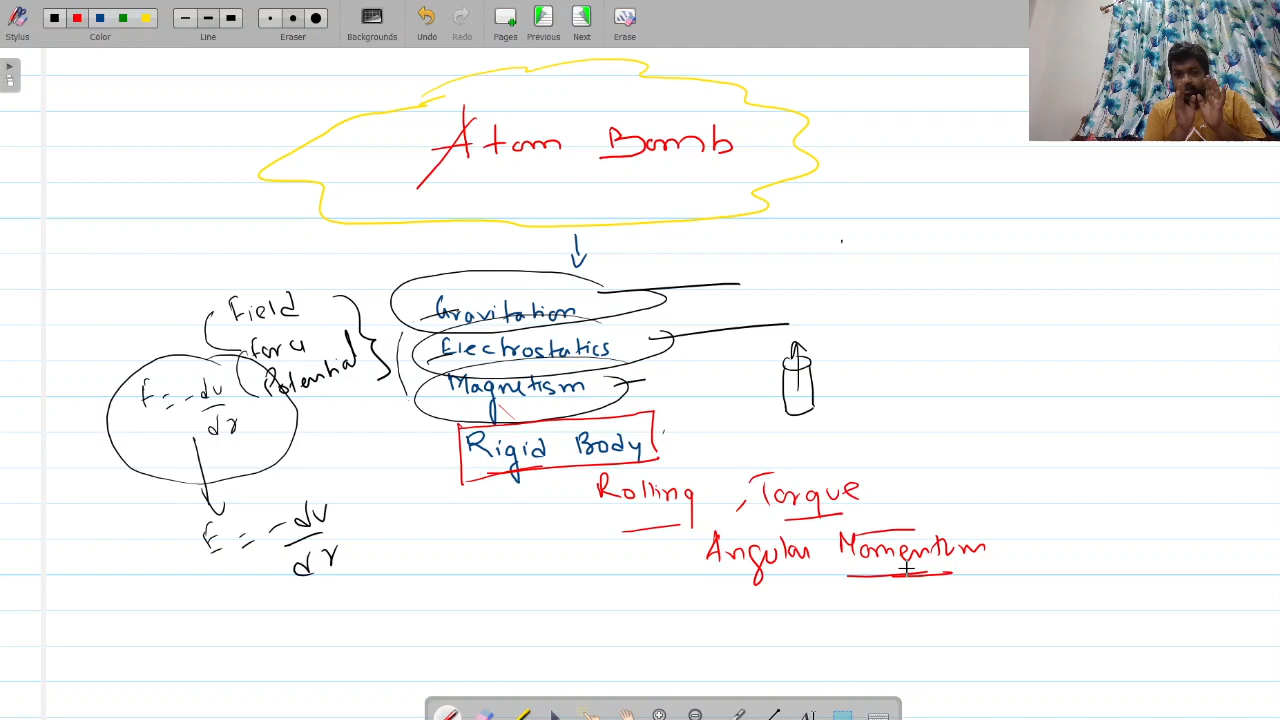 Stylus
Color
Line
Eraser
Backgrounds
Undo
Redo
Pages
Previous
Next
Erase
Atom Bomb
Gravitation
Electrostatics
Magnetism
Rigid Body
Field
Potential
E = -dv/dr
E = -dv/dr
Rolling , Torque
Angular Momentum